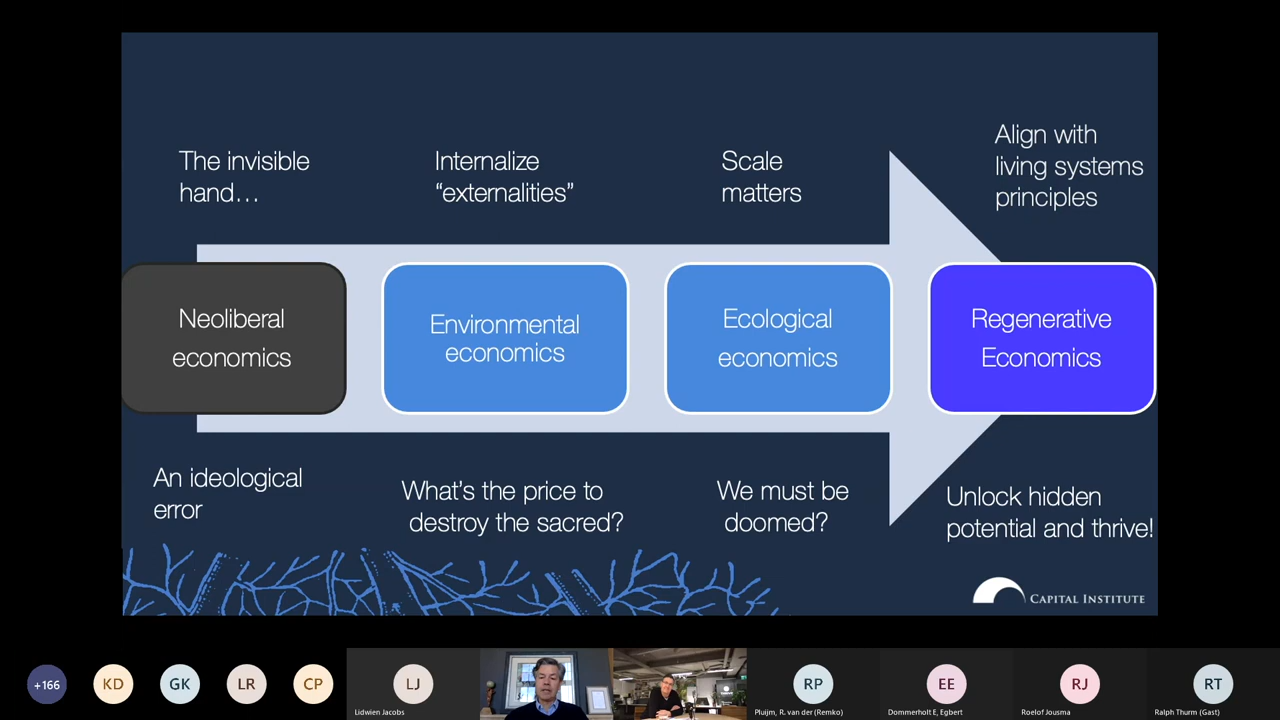 The invisible
hand…
Internalize
“externalities”
Scale
matters
Align with
living systems
principles
Neoliberal
economics
Environmental
economics
Ecological
economics
Regenerative
Economics
An ideological
error
What’s the price to
destroy the sacred?
We must be
doomed?
Unlock hidden
potential and thrive!
CAPITAL INSTITUTE
+166
KD
GK
LR
CP
LJ
Lidwien Jacobs
RP
Pluijm, R. van der (Remko)
EE
Dommerholt E, Egbert
RJ
Roelof Jousma
RT
Ralph Thurm (Gast)